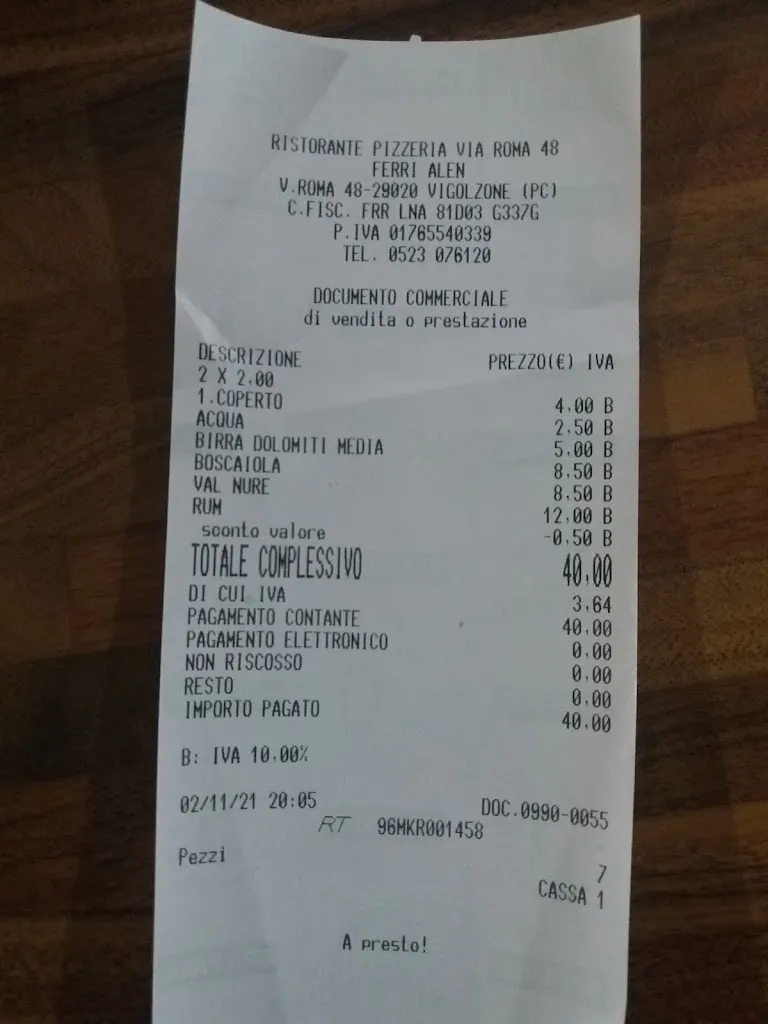 RISTORANTE PIZZERIA VIA ROMA 48
FERRI ALEN
V.ROMA 48-29020 VIGOLZONE (PC)
C.FISC. FRR LNA 81D03 G337G
P.IVA 01765540339
TEL. 0523 076120
DOCUMENTO COMMERCIALE
di vendita o prestazione
DESCRIZIONE PREZZO(€) IVA
2 X 2.00
1.COPERTO 4.00 B
ACQUA 2.50 B
BIRRA DOLOMITI MEDIA 5.00 B
BOSCAIOLA 8.50 B
VAL NURE 8.50 B
RUM 12.00 B
sconto valore -0.50 B
TOTALE COMPLESSIVO 40.00
DI CUI IVA 3.64
PAGAMENTO CONTANTE 40.00
PAGAMENTO ELETTRONICO 0.00
NON RISCOSSO 0.00
RESTO 0.00
IMPORTO PAGATO 40.00
B: IVA 10.00%
02/11/21 20:05 DOC.0990-0055
RT 96MKR001458
Pezzi 7
CASSA 1
A presto!